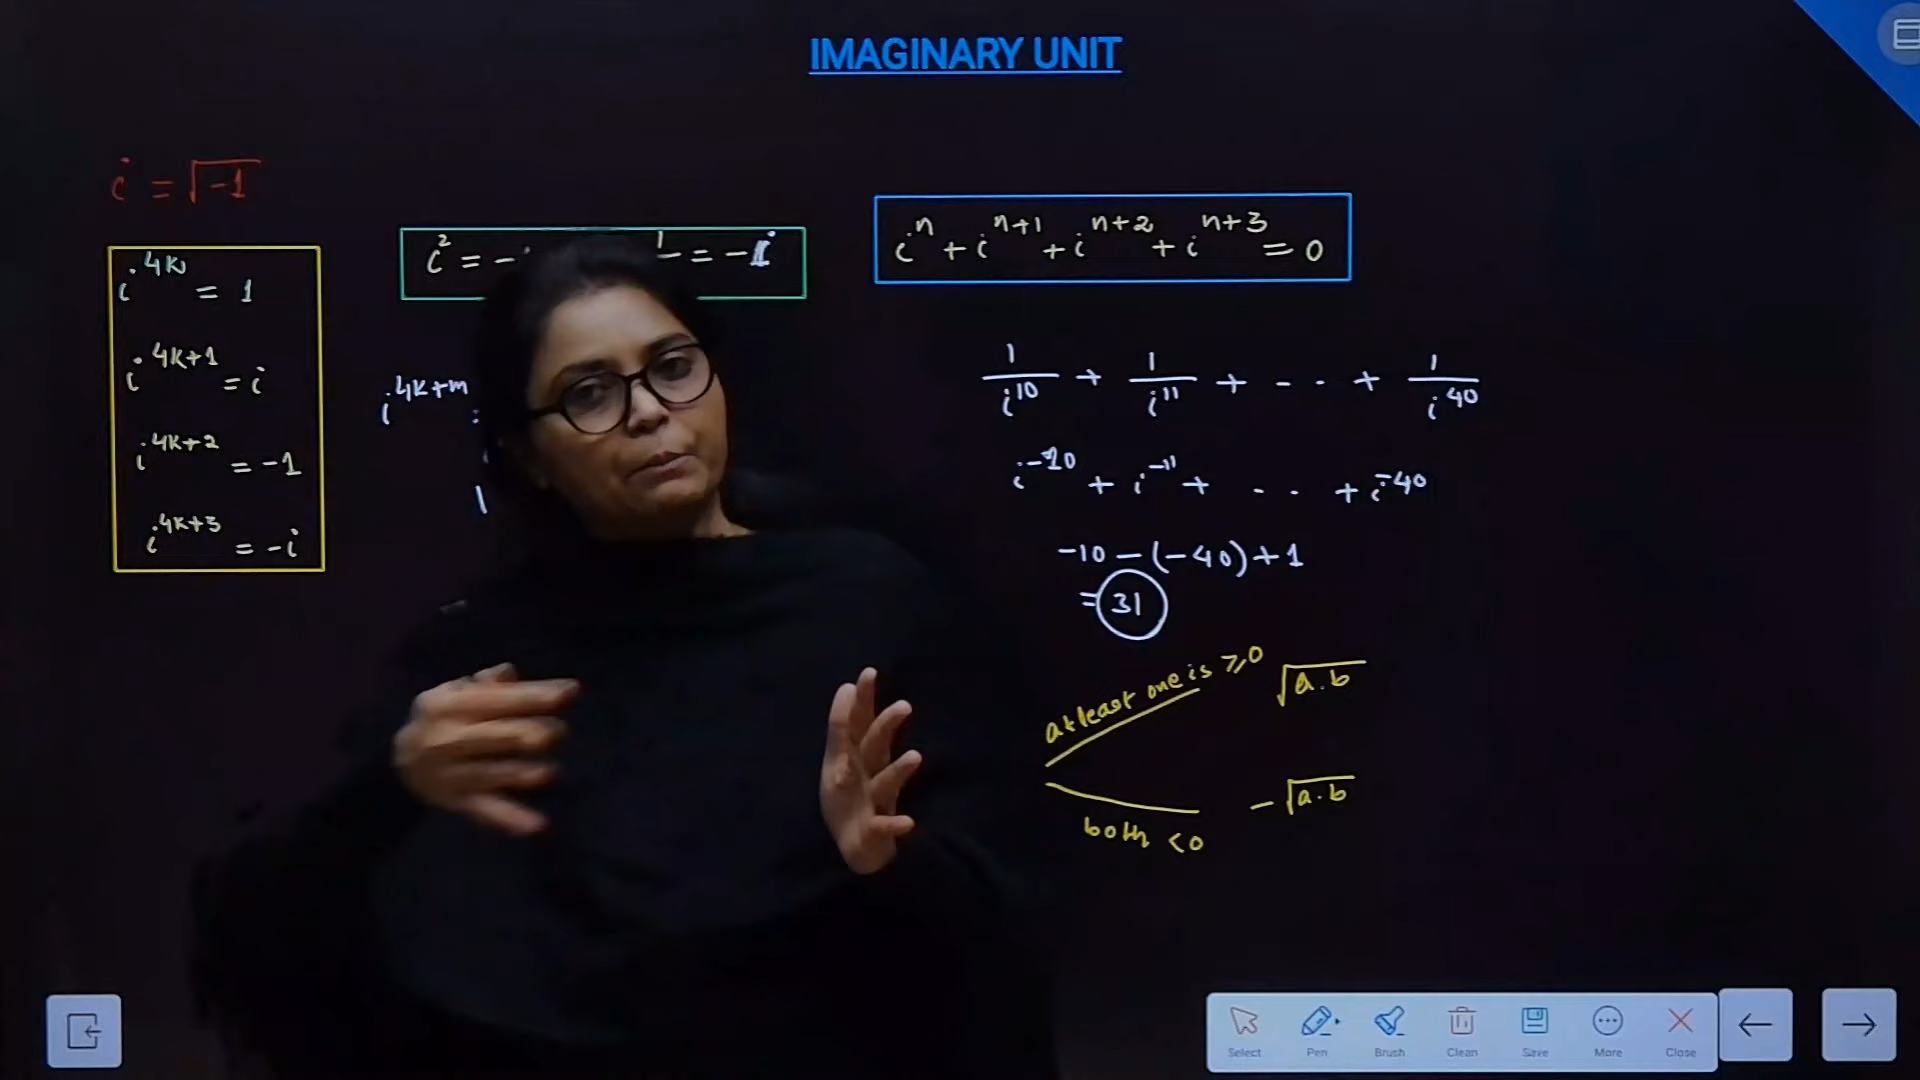 IMAGINARY UNIT
i = √-1
i^4k = 1
i^4k+1 = i
i^4k+2 = -1
i^4k+3 = -i
i² = -
1
= -i
i^4k+m
i^n + i^n+1 + i^n+2 + i^n+3 = 0
1/i^10 + 1/i^11 + - - - + 1/i^40
i^-10 + i^-11 + - - - + i^-40
-10 - (-40) + 1
= 31
atleast one is ≥0 √a.b
both <0 -√a.b
Select Pen Brush Clean Save More Close